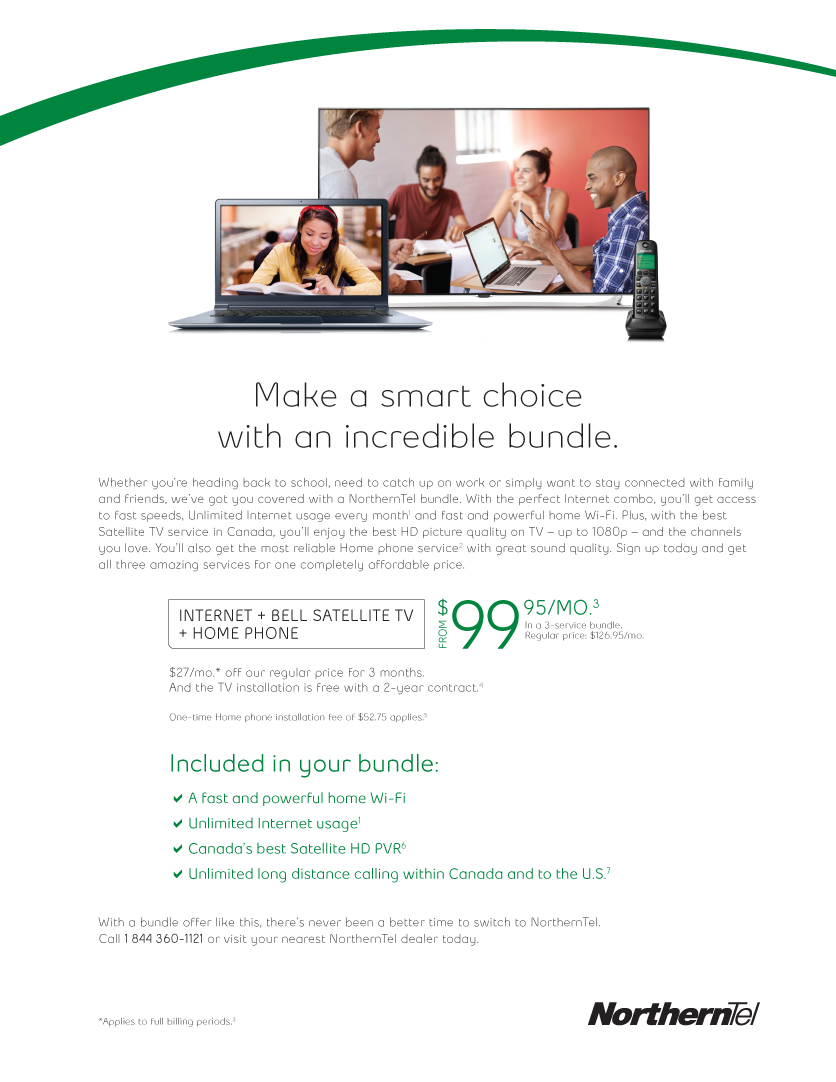 Make a smart choice
with an incredible bundle.
Whether you're heading back to school, need to catch up on work or simply want to stay connected with family
and friends, we've got you covered with a NorthernTel bundle. With the perfect Internet combo, you'll get access
to fast speeds, Unlimited Internet usage every month¹ and fast and powerful home Wi-Fi. Plus, with the best
Satellite TV service in Canada, you'll enjoy the best HD picture quality on TV – up to 1080p – and the channels
you love. You'll also get the most reliable Home phone service² with great sound quality. Sign up today and get
all three amazing services for one completely affordable price.
INTERNET + BELL SATELLITE TV
+ HOME PHONE
FROM $99 95/MO.³
In a 3-service bundle.
Regular price: $126.95/mo.
$27/mo.* off our regular price for 3 months.
And the TV installation is free with a 2-year contract.⁴
One-time Home phone installation fee of $52.75 applies.⁵
Included in your bundle:
A fast and powerful home Wi-Fi
Unlimited Internet usage¹
Canada's best Satellite HD PVR⁶
Unlimited long distance calling within Canada and to the U.S.⁷
With a bundle offer like this, there's never been a better time to switch to NorthernTel.
Call 1 844 360-1121 or visit your nearest NorthernTel dealer today.
*Applies to full billing periods.³
NorthernTel